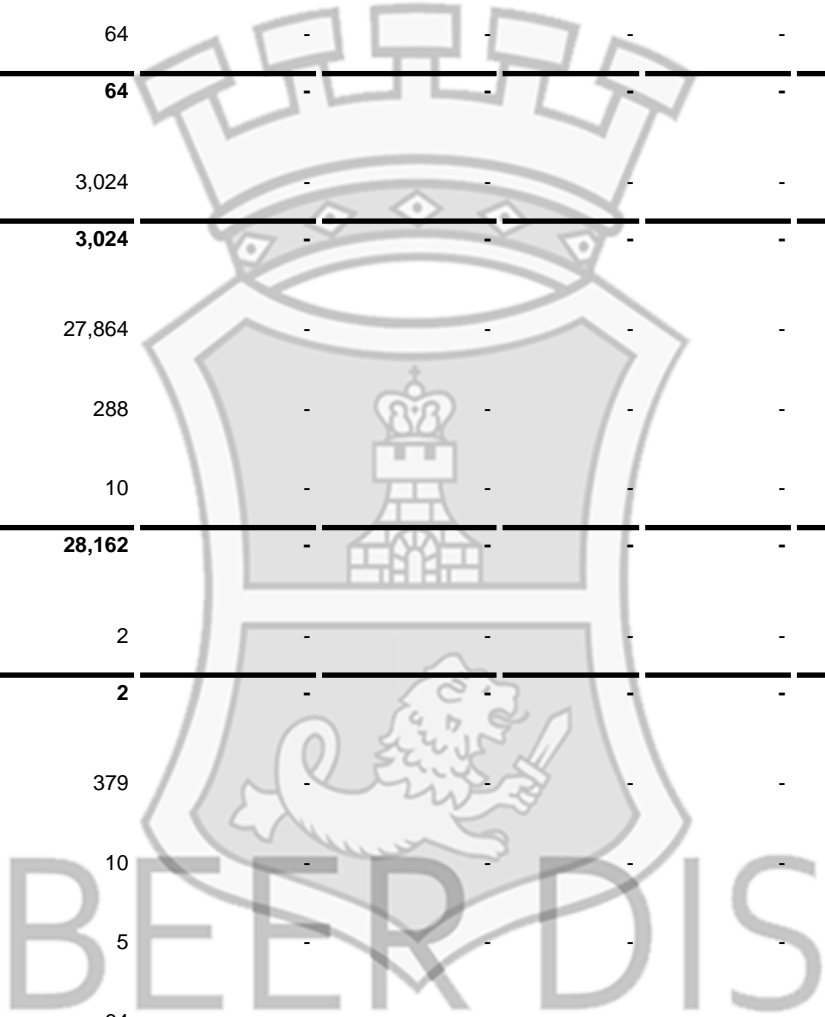 64 - - - -
64 - - - -
3,024 - - - -
3,024 - - - -
27,864 - - - -
288 - - - -
10 - - - -
28,162 - - - -
2 - - - -
2 - - - -
379 - - - -
10 - - - -
5 - - - -
BEER DIS